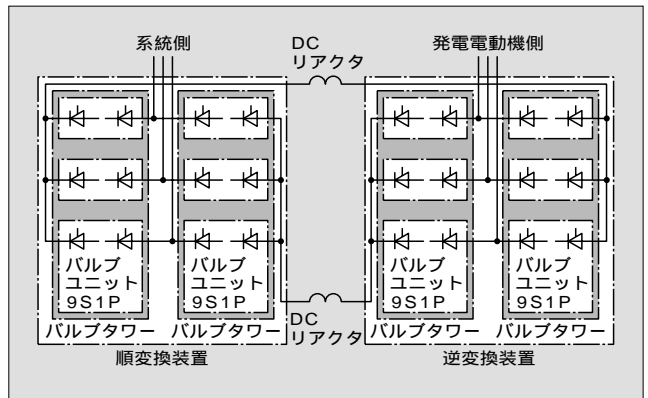 系統側
DC
リアクタ
発電電動機側
バルブ
ユニット
9S1P
バルブ
ユニット
9S1P
バルブ
ユニット
9S1P
バルブ
ユニット
9S1P
バルブタワー
バルブタワー
DC
リアクタ
バルブタワー
バルブタワー
順変換装置
逆変換装置